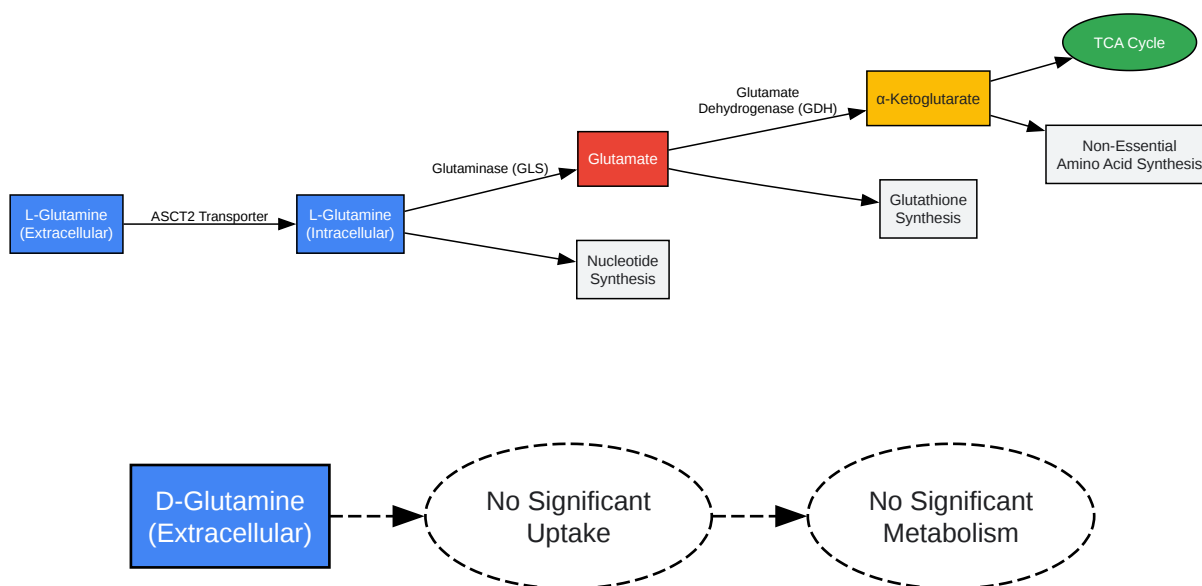 TCA Cycle
Glutamate
Dehydrogenase (GDH)
α-Ketoglutarate
Non-Essential
Amino Acid Synthesis
Glutaminase (GLS)
Glutamate
Glutathione
Synthesis
L-Glutamine
(Extracellular)
ASCT2 Transporter
L-Glutamine
(Intracellular)
Nucleotide
Synthesis
D-Glutamine
(Extracellular)
No Significant
Uptake
No Significant
Metabolism